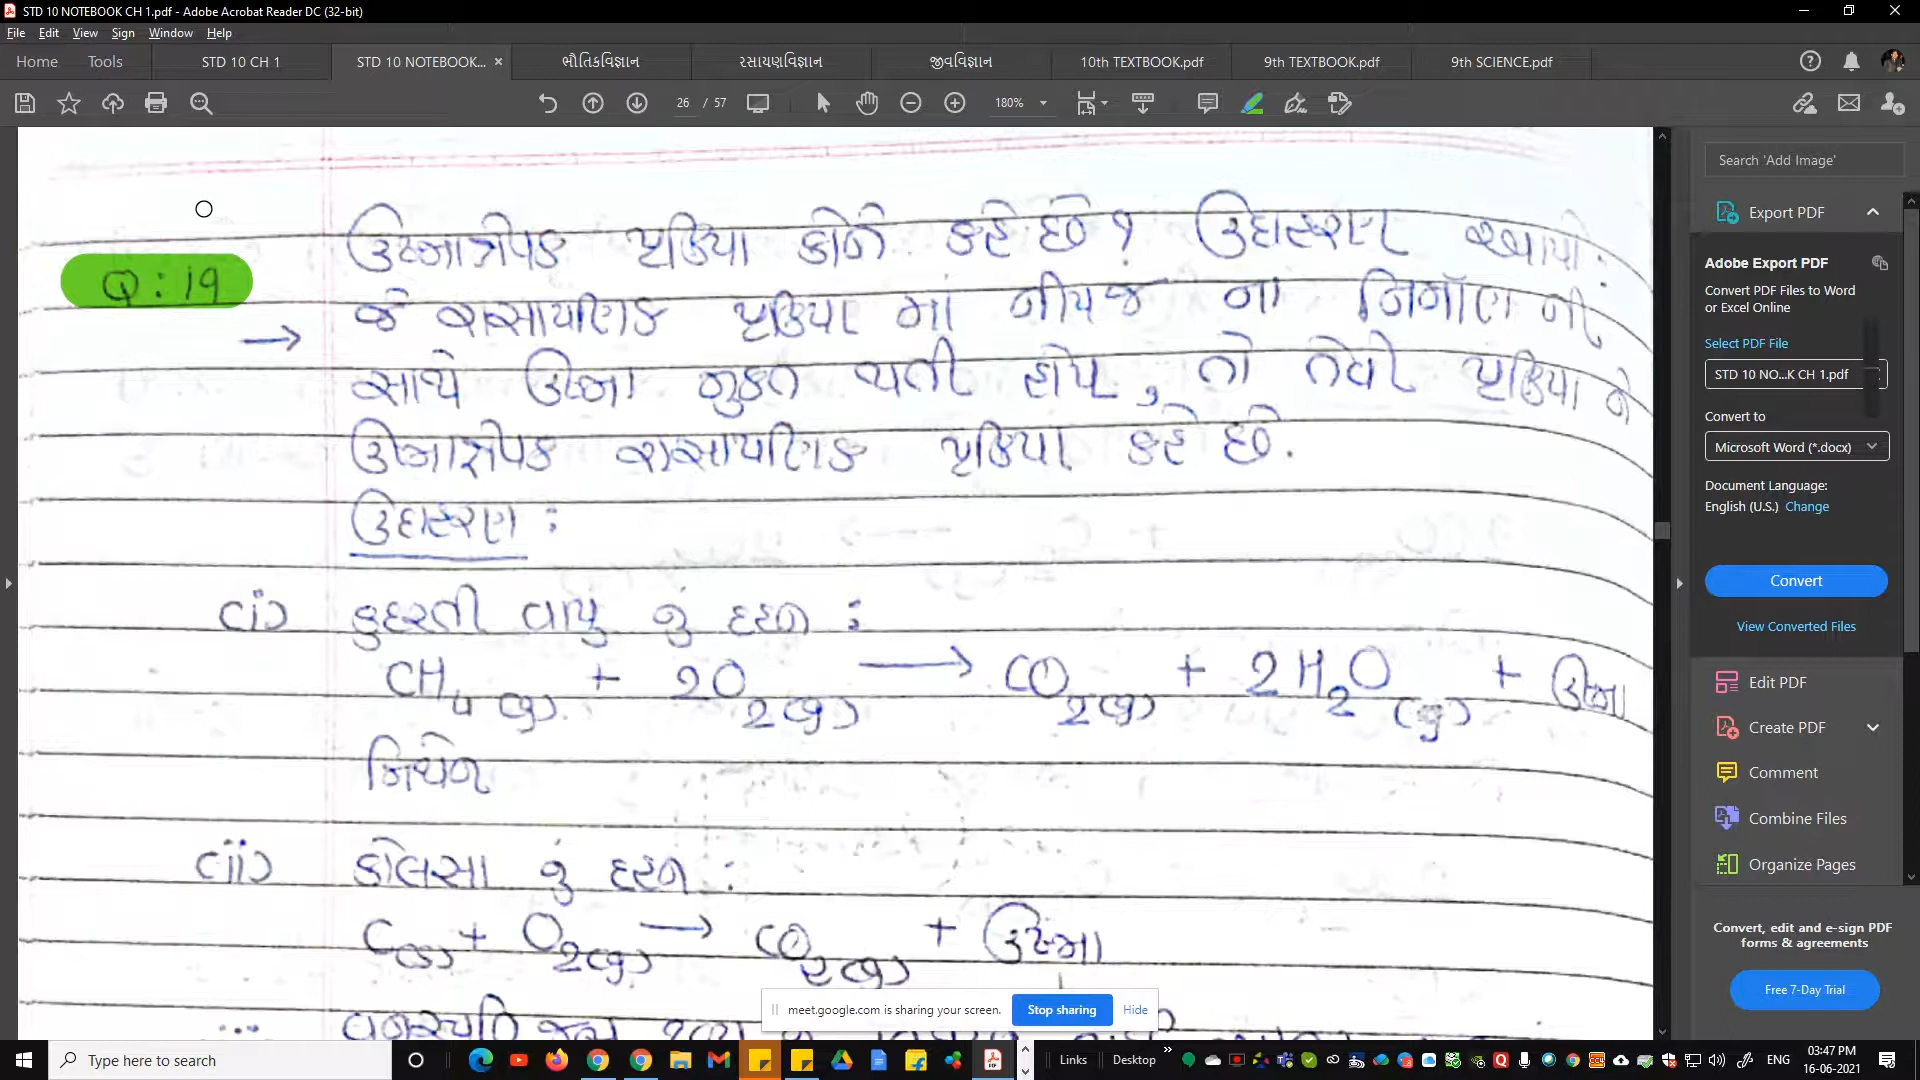 STD 10 NOTEBOOK CH 1.pdf - Adobe Acrobat Reader DC (32-bit)
File Edit View Sign Window Help
Home Tools STD 10 CH 1 STD 10 NOTEBOOK... × ભૌતિકવિજ્ઞાન રસાયણવિજ્ઞાન જીવવિજ્ઞાન 10th TEXTBOOK.pdf 9th TEXTBOOK.pdf 9th SCIENCE.pdf
26 / 57 180%
Q : 19 ઉષ્માક્ષેપક પ્રક્રિયા કોને કહે છે ? ઉદાહરણ આપો.
→ જે રાસાયણિક પ્રક્રિયા માં નીપજ ના નિર્માણ ની
સાથે ઉષ્મા મુક્ત થતી હોય, તો તેવી પ્રક્રિયા ને
ઉષ્માક્ષેપક રાસાયણિક પ્રક્રિયા કહે છે.
ઉદાહરણ :
(i) કુદરતી વાયુ નું દહન :
CH4(g) + 2O2(g) → CO2(g) + 2H2O(g) + ઉષ્મા
મિથેન
(ii) કોલસા નું દહન :
C(s) + O2(g) → CO2(g) + ઉષ્મા
Search 'Add Image'
Export PDF
Adobe Export PDF
Convert PDF Files to Word
or Excel Online
Select PDF File
STD 10 NO...K CH 1.pdf
Convert to
Microsoft Word (*.docx)
Document Language:
English (U.S.) Change
Convert
View Converted Files
Edit PDF
Create PDF
Comment
Combine Files
Organize Pages
Convert, edit and e-sign PDF
forms & agreements
Free 7-Day Trial
meet.google.com is sharing your screen. Stop sharing Hide
Type here to search Links Desktop ENG 03:47 PM
16-06-2021